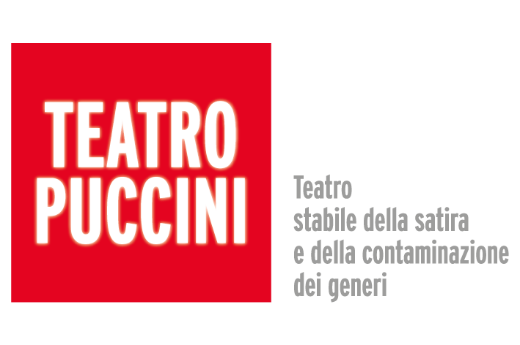 TEATRO
PUCCINI
Teatro
stabile della satira
e della contaminazione
dei generi